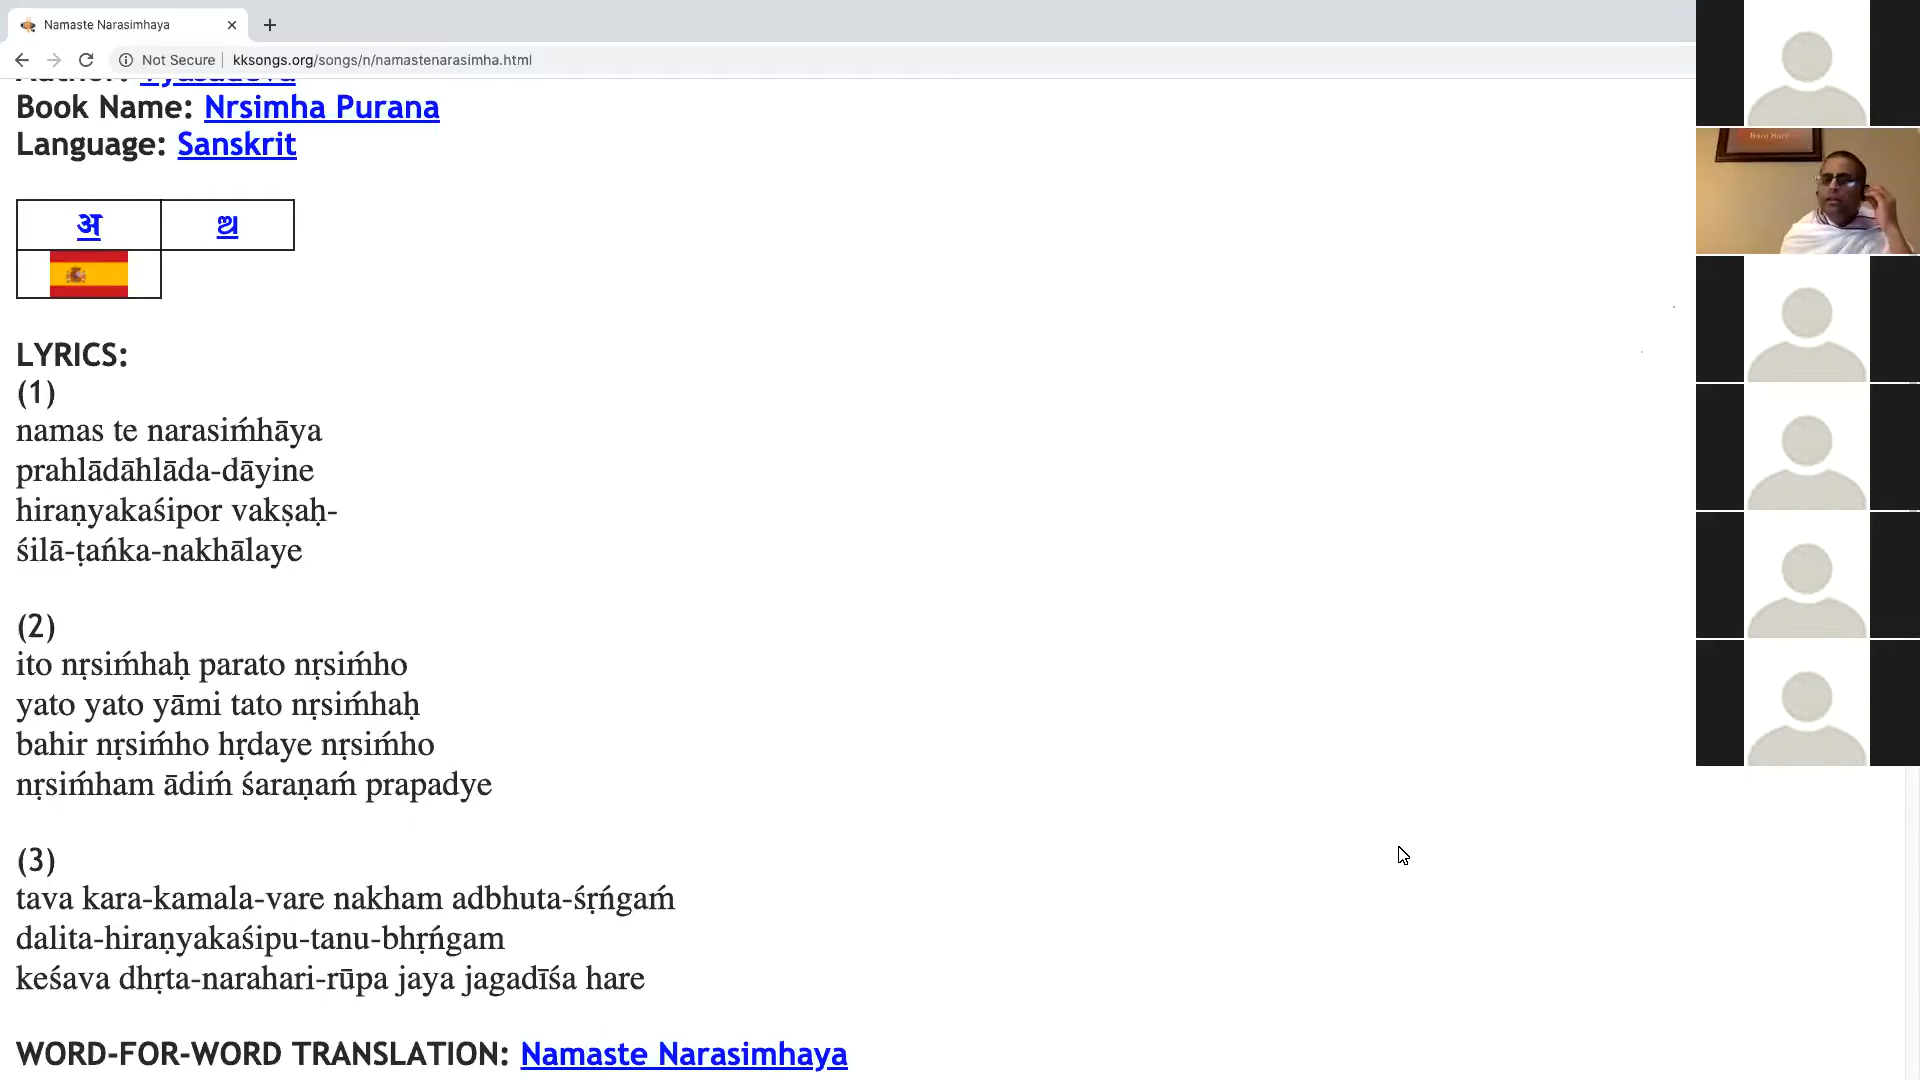 Namaste Narasimhaya
Not Secure
kksongs.org/songs/n/namastenarasimha.html
Author: Vyasadeva
Book Name: Nrsimha Purana
Language: Sanskrit
अ
LYRICS:
(1)
namas te narasiḿhāya
prahlādāhlāda-dāyine
hiraṇyakaśipor vakṣaḥ-
śilā-ṭańka-nakhālaye
(2)
ito nṛsiḿhaḥ parato nṛsiḿho
yato yato yāmi tato nṛsiḿhaḥ
bahir nṛsiḿho hṛdaye nṛsiḿho
nṛsiḿham ādiḿ śaraṇaḿ prapadye
(3)
tava kara-kamala-vare nakham adbhuta-śṛńgaḿ
dalita-hiraṇyakaśipu-tanu-bhṛńgam
keśava dhṛta-narahari-rūpa jaya jagadīśa hare
WORD-FOR-WORD TRANSLATION: Namaste Narasimhaya